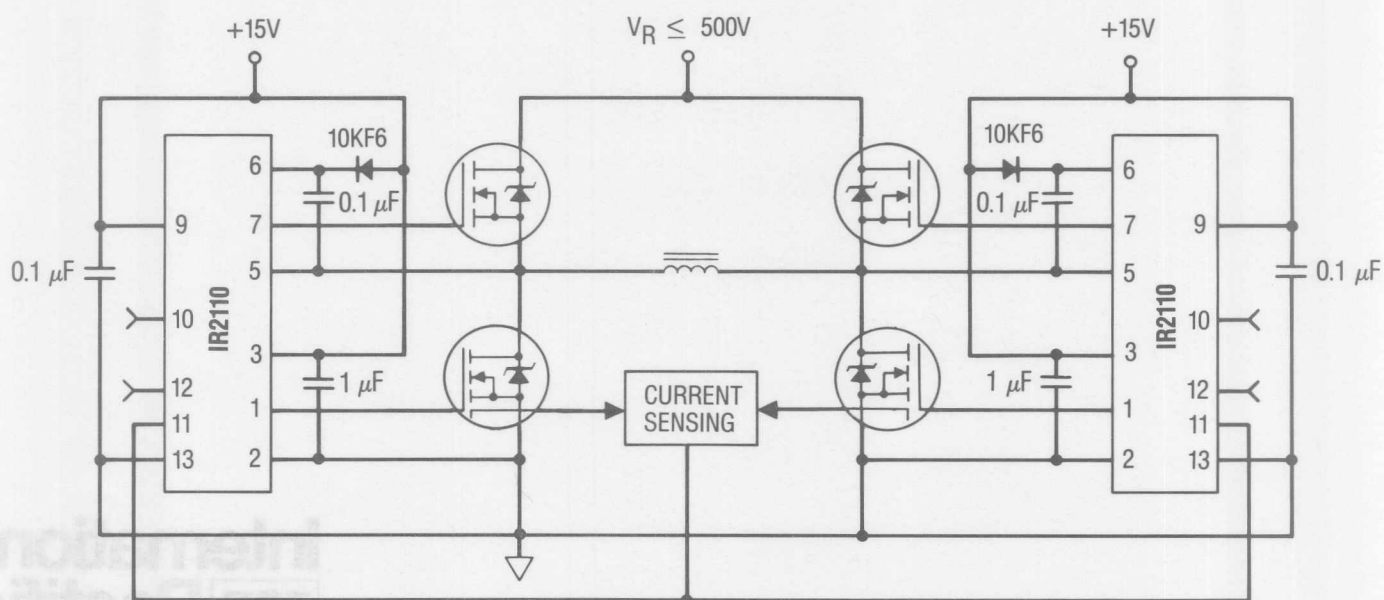 +15V
V_R ≤ 500V
+15V
10KF6
10KF6
6
6
0.1 μF
0.1 μF
9
7
7
9
0.1 μF
5
5
0.1 μF
10
IR2110
IR2110
10
3
3
12
1 μF
1 μF
12
1
CURRENT
SENSING
1
11
11
13
2
2
13
Internation